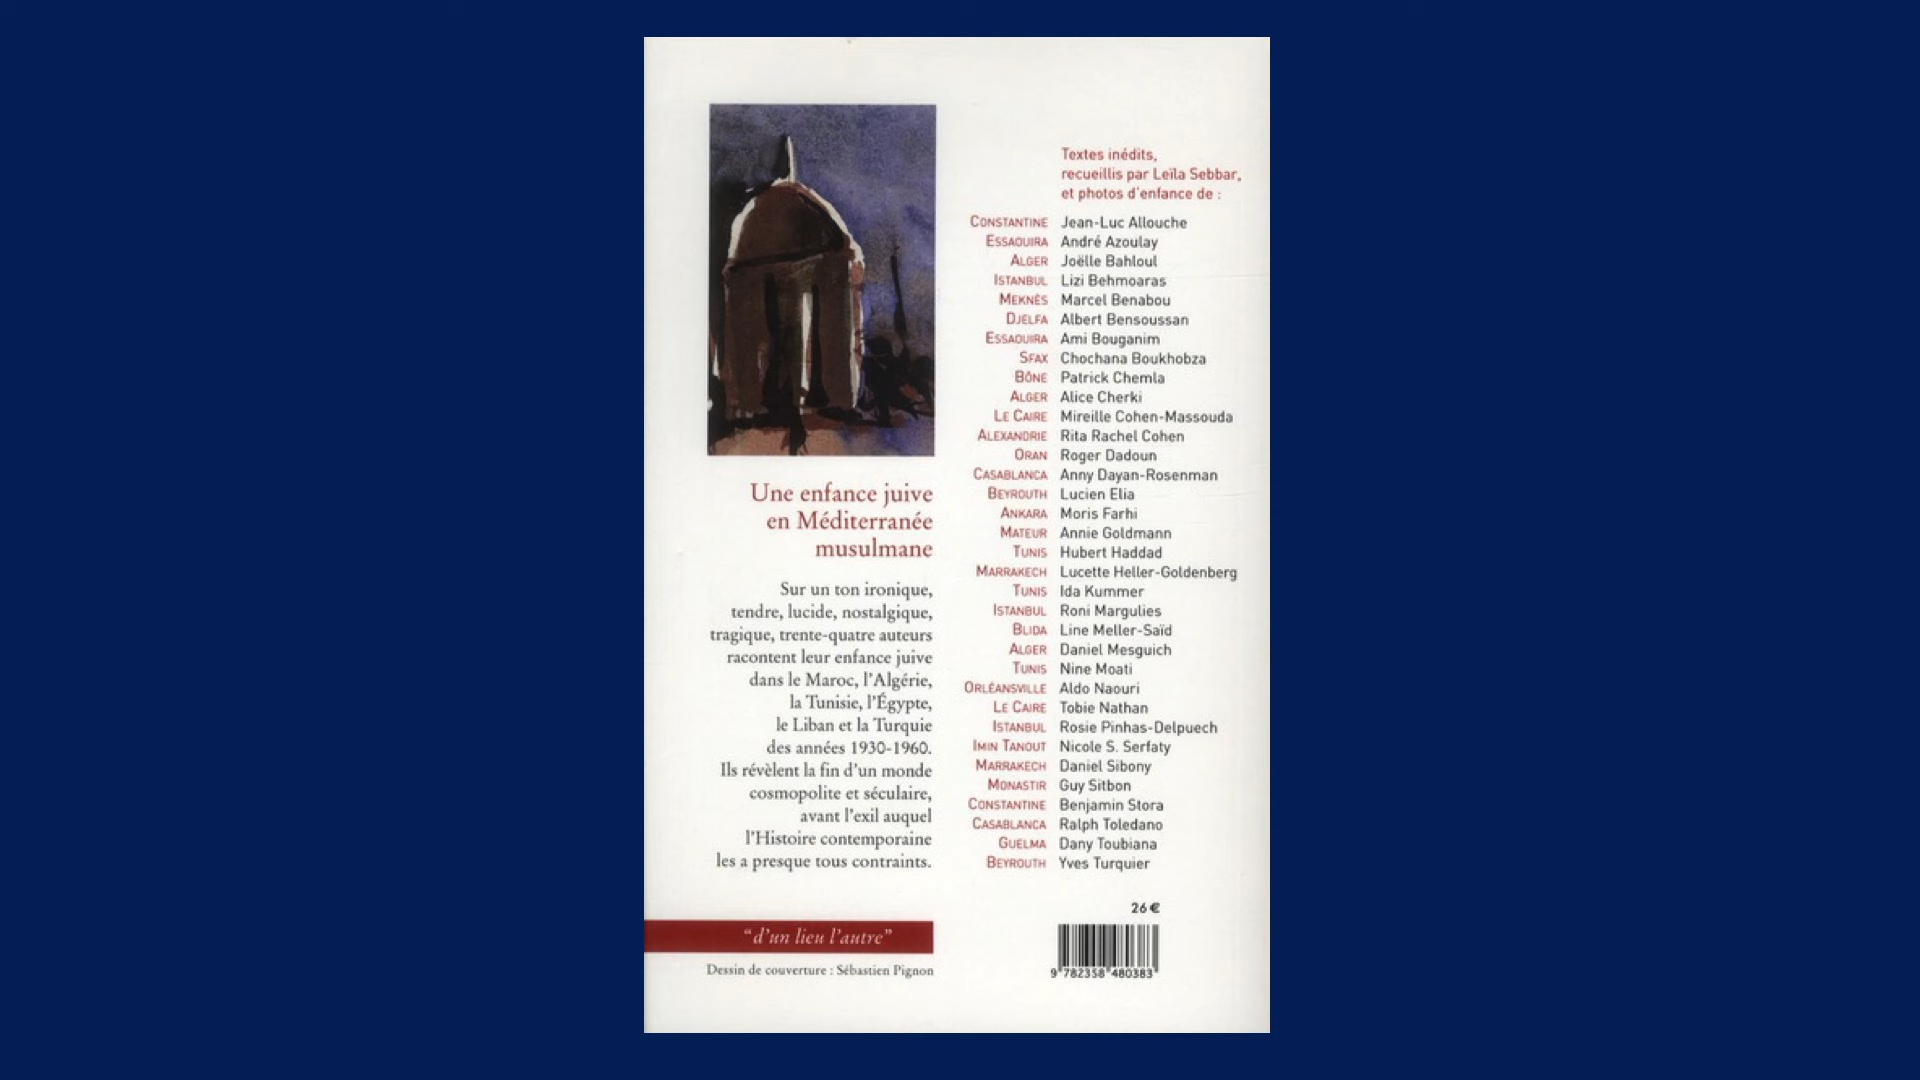 Une enfance juive
en Méditerranée
musulmane
Sur un ton ironique,
tendre, lucide, nostalgique,
tragique, trente-quatre auteurs
racontent leur enfance juive
dans le Maroc, l'Algérie,
la Tunisie, l'Égypte,
le Liban et la Turquie
des années 1930-1960.
Ils révèlent la fin d'un monde
cosmopolite et séculaire,
avant l'exil auquel
l'Histoire contemporaine
les a presque tous contraints.
"d'un lieu l'autre"
Dessin de couverture : Sébastien Pignon
Textes inédits,
recueillis par Leïla Sebbar,
et photos d'enfance de :
CONSTANTINE Jean-Luc Allouche
ESSAOUIRA André Azoulay
ALGER Joëlle Bahloul
ISTANBUL Lizi Behmoaras
MEKNÈS Marcel Benabou
DJELFA Albert Bensoussan
ESSAOUIRA Ami Bouganim
SFAX Chochana Boukhobza
BÔNE Patrick Chemla
ALGER Alice Cherki
LE CAIRE Mireille Cohen-Massouda
ALEXANDRIE Rita Rachel Cohen
ORAN Roger Dadoun
CASABLANCA Anny Dayan-Rosenman
BEYROUTH Lucien Elia
ANKARA Moris Farhi
MATEUR Annie Goldmann
TUNIS Hubert Haddad
MARRAKECH Lucette Heller-Goldenberg
TUNIS Ida Kummer
ISTANBUL Roni Margulies
BLIDA Line Meller-Saïd
ALGER Daniel Mesguich
TUNIS Nine Moati
ORLÉANSVILLE Aldo Naouri
LE CAIRE Tobie Nathan
ISTANBUL Rosie Pinhas-Delpuech
IMIN TANOUT Nicole S. Serfaty
MARRAKECH Daniel Sibony
MONASTIR Guy Sitbon
CONSTANTINE Benjamin Stora
CASABLANCA Ralph Toledano
GUELMA Dany Toubiana
BEYROUTH Yves Turquier
26 €
9 782358 480383